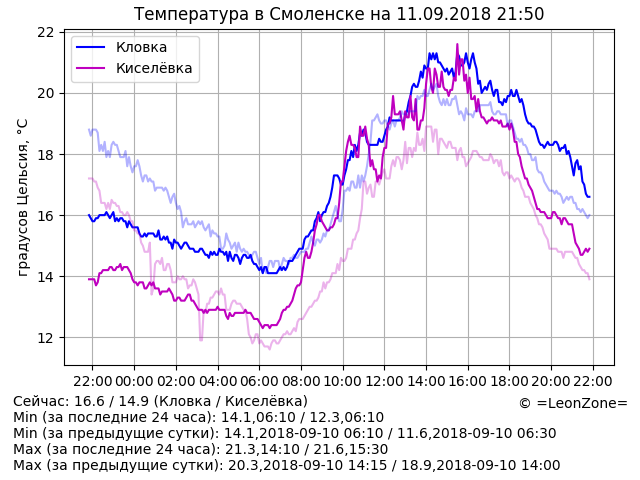 Температура в Смоленске на 11.09.2018 21:50
Кловка
Киселёвка
градусов Цельсия, °C
22
20
18
16
14
12
22:00 00:00 02:00 04:00 06:00 08:00 10:00 12:00 14:00 16:00 18:00 20:00 22:00
Сейчас: 16.6 / 14.9 (Кловка / Киселёвка)
© =LeonZone=
Min (за последние 24 часа): 14.1,06:10 / 12.3,06:10
Min (за предыдущие сутки): 14.1,2018-09-10 06:10 / 11.6,2018-09-10 06:30
Max (за последние 24 часа): 21.3,14:10 / 21.6,15:30
Max (за предыдущие сутки): 20.3,2018-09-10 14:15 / 18.9,2018-09-10 14:00